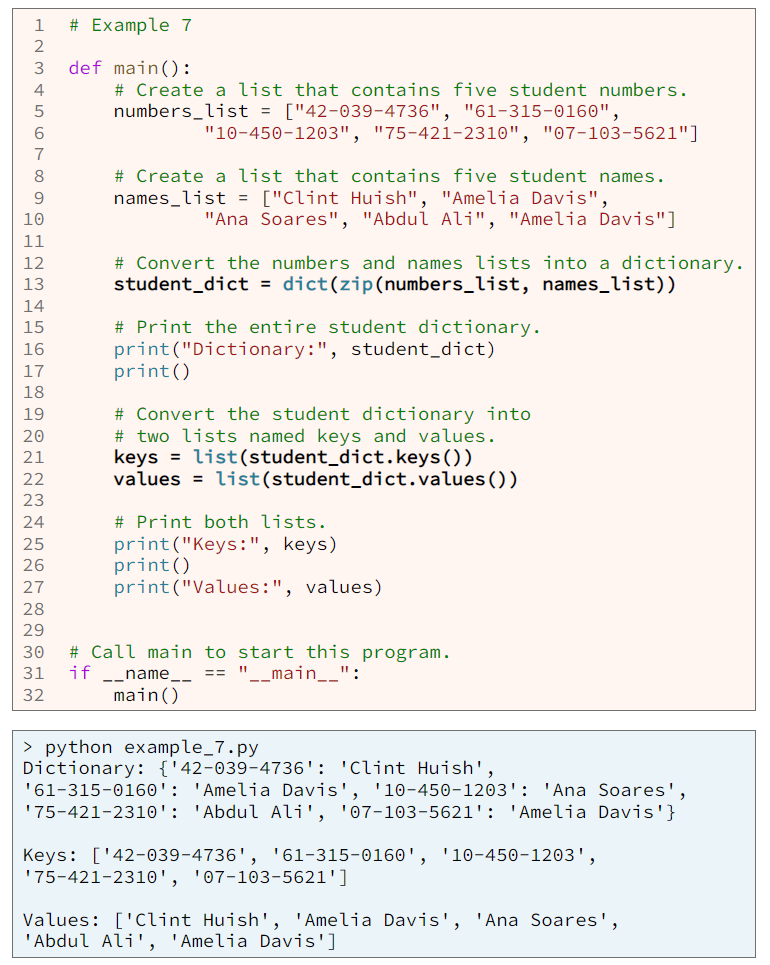 1 # Example 7
2
3 def main():
4     # Create a list that contains five student numbers.
5     numbers_list = ["42-039-4736", "61-315-0160",
6             "10-450-1203", "75-421-2310", "07-103-5621"]
7
8     # Create a list that contains five student names.
9     names_list = ["Clint Huish", "Amelia Davis",
10             "Ana Soares", "Abdul Ali", "Amelia Davis"]
11
12     # Convert the numbers and names lists into a dictionary.
13     student_dict = dict(zip(numbers_list, names_list))
14
15     # Print the entire student dictionary.
16     print("Dictionary:", student_dict)
17     print()
18
19     # Convert the student dictionary into
20     # two lists named keys and values.
21     keys = list(student_dict.keys())
22     values = list(student_dict.values())
23
24     # Print both lists.
25     print("Keys:", keys)
26     print()
27     print("Values:", values)
28
29
30 # Call main to start this program.
31 if __name__ == "__main__":
32     main()
> python example_7.py
Dictionary: {'42-039-4736': 'Clint Huish',
'61-315-0160': 'Amelia Davis', '10-450-1203': 'Ana Soares',
'75-421-2310': 'Abdul Ali', '07-103-5621': 'Amelia Davis'}

Keys: ['42-039-4736', '61-315-0160', '10-450-1203',
'75-421-2310', '07-103-5621']

Values: ['Clint Huish', 'Amelia Davis', 'Ana Soares',
'Abdul Ali', 'Amelia Davis']